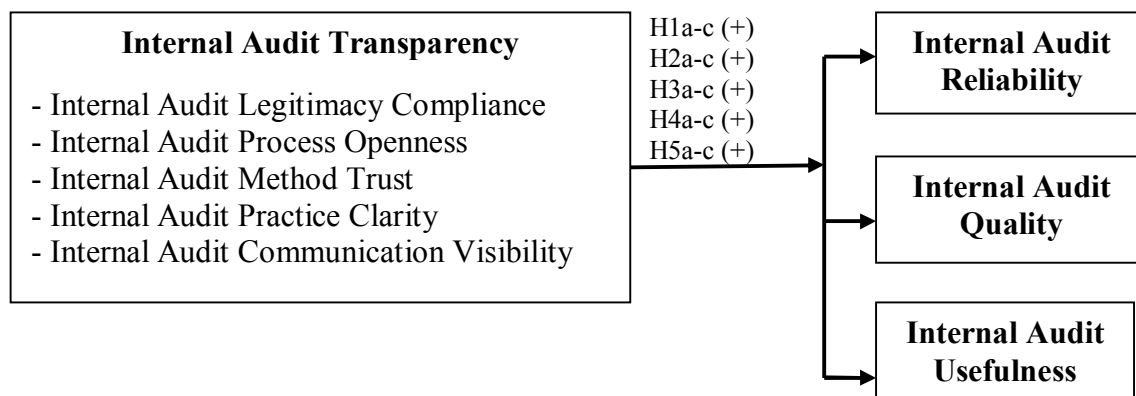 Internal Audit Transparency
- Internal Audit Legitimacy Compliance
- Internal Audit Process Openness
- Internal Audit Method Trust
- Internal Audit Practice Clarity
- Internal Audit Communication Visibility
H1a-c (+)
H2a-c (+)
H3a-c (+)
H4a-c (+)
H5a-c (+)
Internal Audit
Reliability
Internal Audit
Quality
Internal Audit
Usefulness